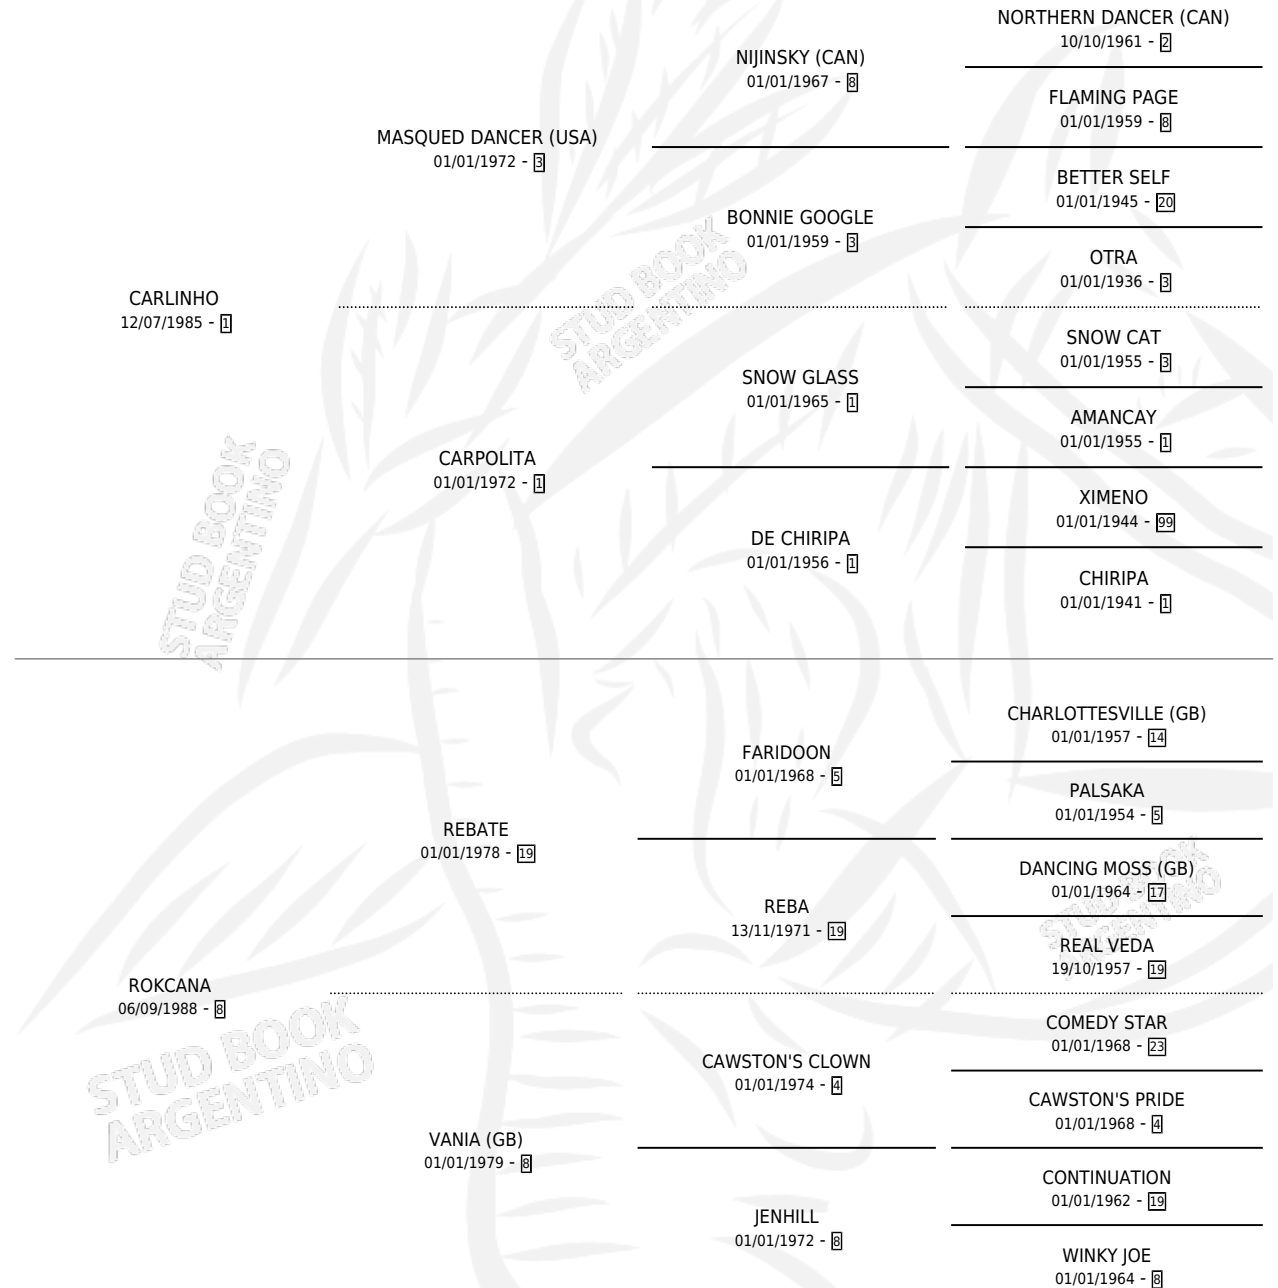 NORTHERN DANCER (CAN)
10/10/1961 - 2
NIJINSKY (CAN)
01/01/1967 - 8
FLAMING PAGE
01/01/1959 - 8
MASQUED DANCER (USA)
01/01/1972 - 3
BETTER SELF
01/01/1945 - 20
BONNIE GOOGLE
01/01/1959 - 3
OTRA
01/01/1936 - 3
CARLINHO
12/07/1985 - 1
SNOW CAT
01/01/1955 - 3
SNOW GLASS
01/01/1965 - 1
AMANCAY
01/01/1955 - 1
CARPOLITA
01/01/1972 - 1
XIMENO
01/01/1944 - 99
DE CHIRIPA
01/01/1956 - 1
CHIRIPA
01/01/1941 - 1
CHARLOTTESVILLE (GB)
01/01/1957 - 14
FARIDOON
01/01/1968 - 5
PALSAKA
01/01/1954 - 5
REBATE
01/01/1978 - 19
DANCING MOSS (GB)
01/01/1964 - 17
REBA
13/11/1971 - 19
REAL VEDA
19/10/1957 - 19
ROKCANA
06/09/1988 - 8
COMEDY STAR
01/01/1968 - 23
CAWSTON'S CLOWN
01/01/1974 - 4
CAWSTON'S PRIDE
01/01/1968 - 4
VANIA (GB)
01/01/1979 - 8
CONTINUATION
01/01/1962 - 19
JENHILL
01/01/1972 - 8
WINKY JOE
01/01/1964 - 8
STUD BOOK
ARGENTINO
STUD BOOK
ARGENTINO
STUD BOOK
ARGENTINO
STUD BOOK
ARGENTINO